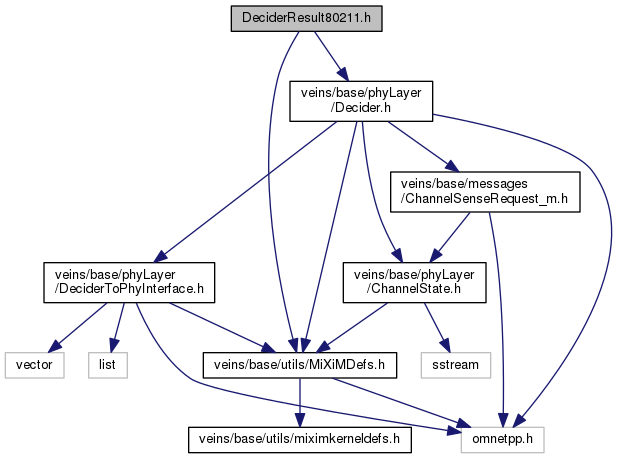 DeciderResult80211.h
veins/base/phyLayer
/Decider.h
veins/base/messages
/ChannelSenseRequest_m.h
veins/base/phyLayer
/DeciderToPhyInterface.h
veins/base/phyLayer
/ChannelState.h
vector
list
veins/base/utils/MiXiMDefs.h
sstream
veins/base/utils/miximkerneldefs.h
omnetpp.h